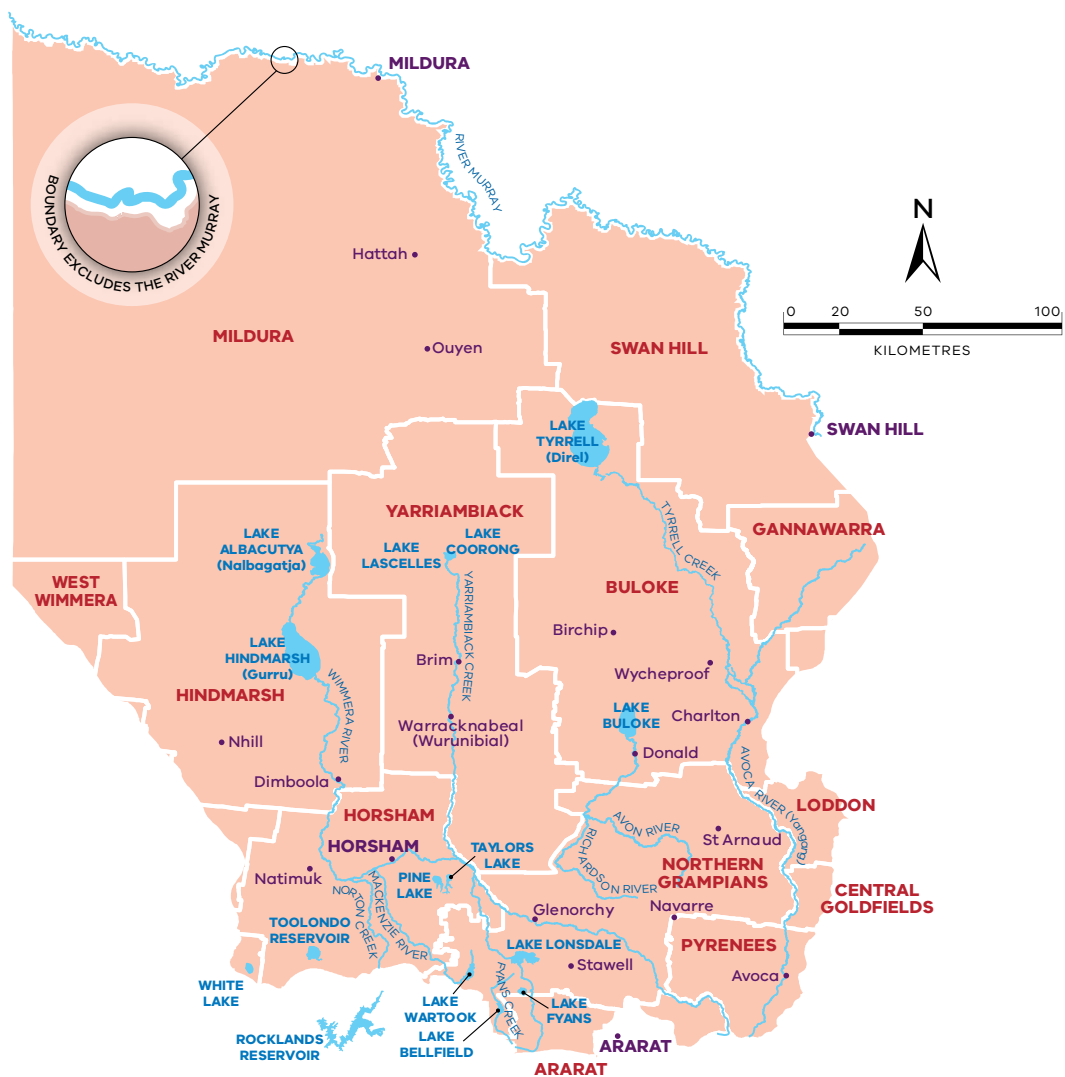 MILDURA
RIVER MURRAY
BOUNDARY EXCLUDES THE RIVER MURRAY
N
0 20 50 100
KILOMETRES
Hattah
MILDURA
Ouyen
SWAN HILL
SWAN HILL
LAKE
TYRRELL
(Direl)
YARRIAMBIACK
GANNAWARRA
TYRRELL CREEK
LAKE
ALBACUTYA
(Nalbagatja)
LAKE
LASCELLES
LAKE
COORONG
WEST
WIMMERA
YARRIAMBIACK CREEK
BULOKE
Birchip
LAKE
HINDMARSH
(Gurru)
Brim
Wycheproof
HINDMARSH
WIMMERA RIVER
LAKE
BULOKE
Charlton
Warracknabeal
(Wurunibial)
Nhill
Donald
Dimboola
AVOCA RIVER (Yangang)
LODDON
HORSHAM
AVON RIVER
St Arnaud
HORSHAM
TAYLORS
LAKE
RICHARDSON RIVER
NORTHERN
GRAMPIANS
Natimuk
PINE
LAKE
MACKENZIE RIVER
NORTON CREEK
CENTRAL
GOLDFIELDS
Glenorchy
Navarre
TOOLONDO
RESERVOIR
LAKE LONSDALE
PYRENEES
Stawell
Avoca
FYANS CREEK
WHITE
LAKE
LAKE
WARTOOK
LAKE
FYANS
ROCKLANDS
RESERVOIR
LAKE
BELLFIELD
ARARAT
ARARAT